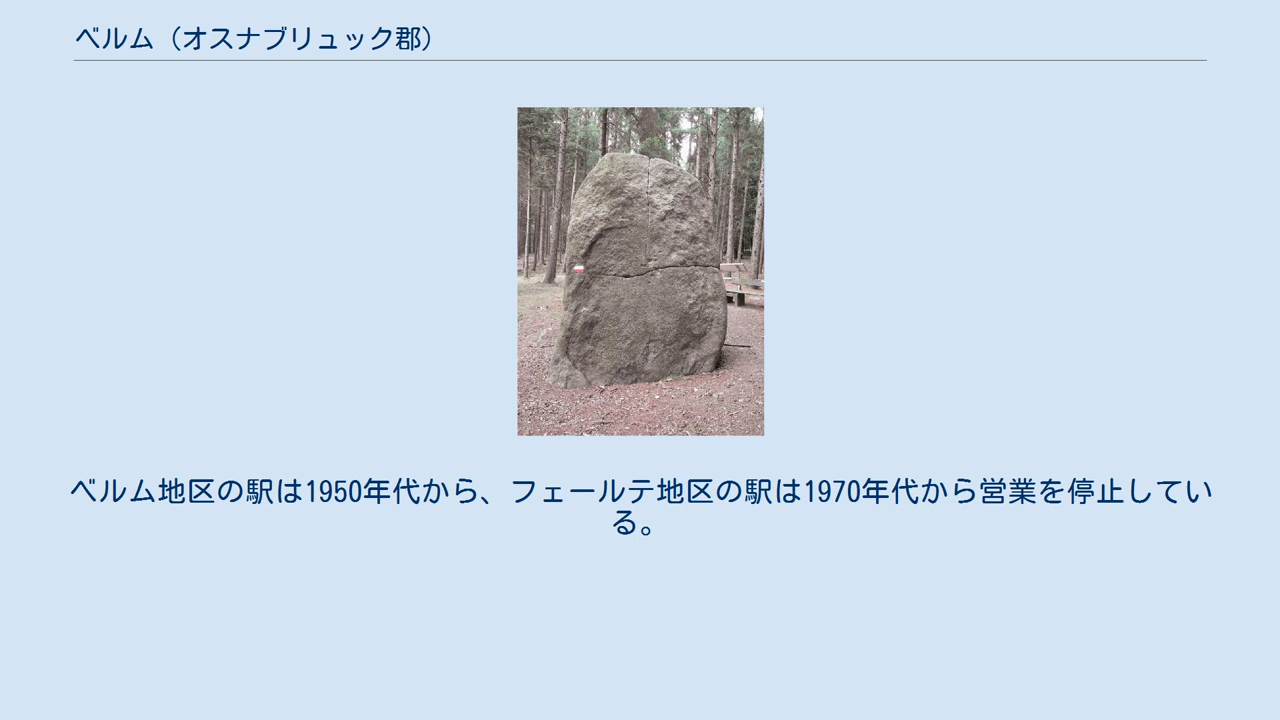 ベルム（オスナブリュック郡）
ベルム地区の駅は1950年代から、フェールテ地区の駅は1970年代から営業を停止してい
る。